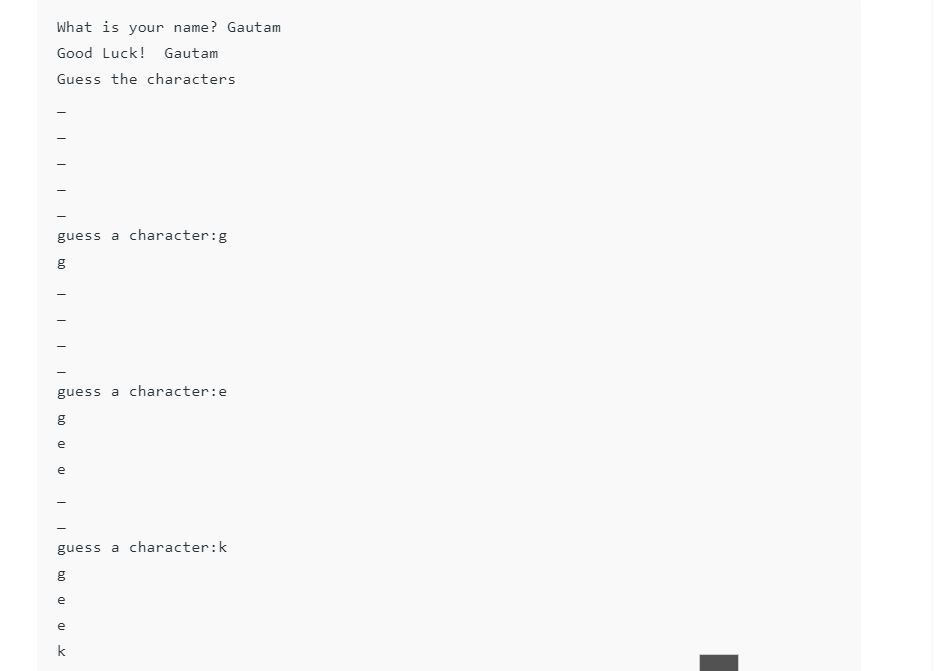 What is your name? Gautam
Good Luck!  Gautam
Guess the characters
_
_
_
_
_
guess a character:g
g
_
_
_
_
guess a character:e
g
e
e
_
_
guess a character:k
g
e
e
k